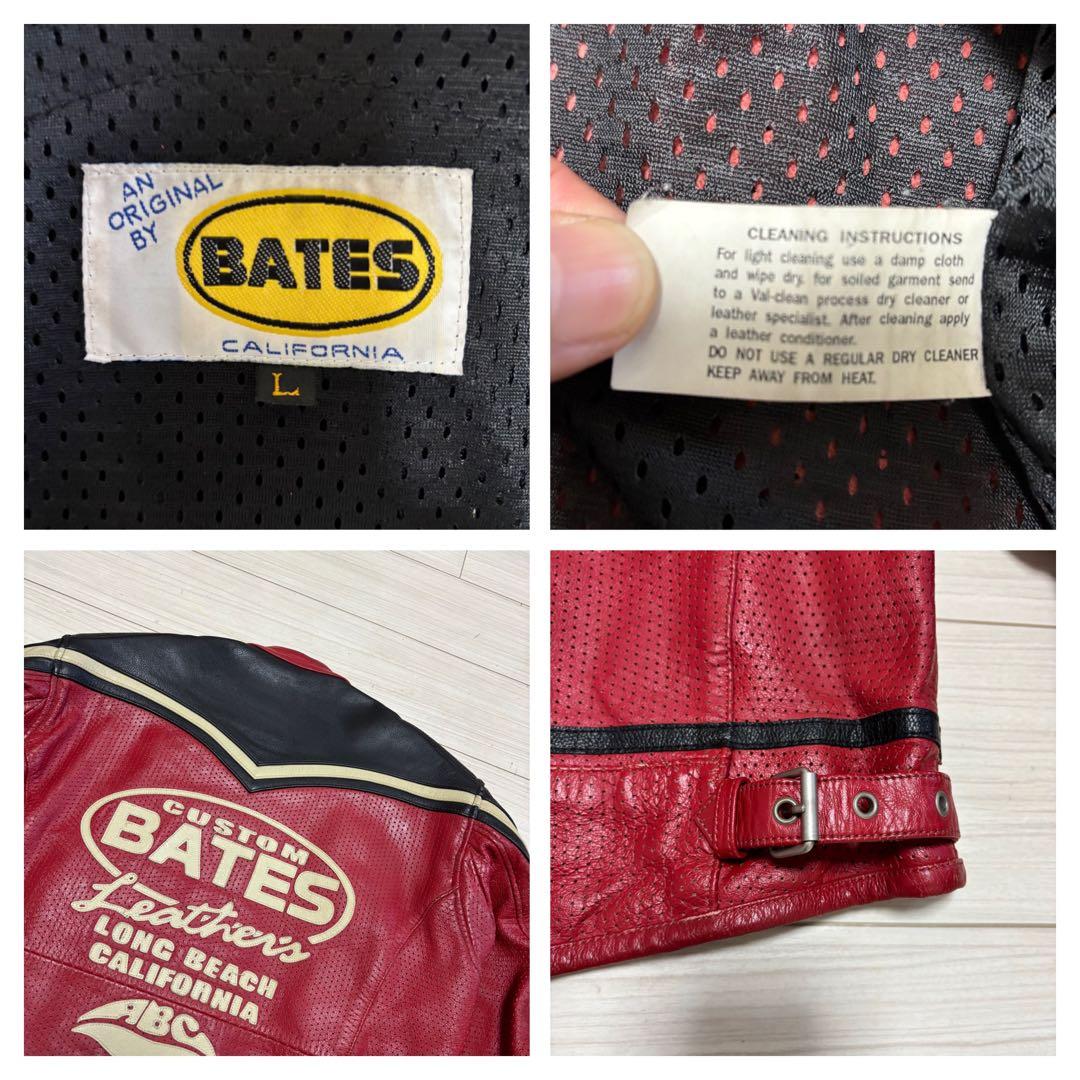 AN
ORIGINAL
BY
BATES
CALIFORNIA
L
CLEANING INSTRUCTIONS
For light cleaning use a damp cloth
and wipe dry. for soiled garment send
to a Val-clean process dry cleaner or
leather specialist. After cleaning apply
a leather conditioner.
DO NOT USE A REGULAR DRY CLEANER
KEEP AWAY FROM HEAT.
CUSTOM
BATES
Leathers
LONG BEACH
CALIFORNIA
ABC